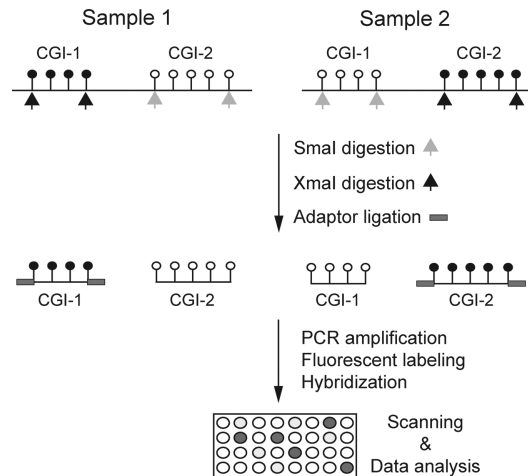 Sample 1
Sample 2
CGI-1
CGI-2
CGI-1
CGI-2
SmaI digestion
XmaI digestion
Adaptor ligation
CGI-1
CGI-2
CGI-1
CGI-2
PCR amplification
Fluorescent labeling
Hybridization
Scanning
&
Data analysis